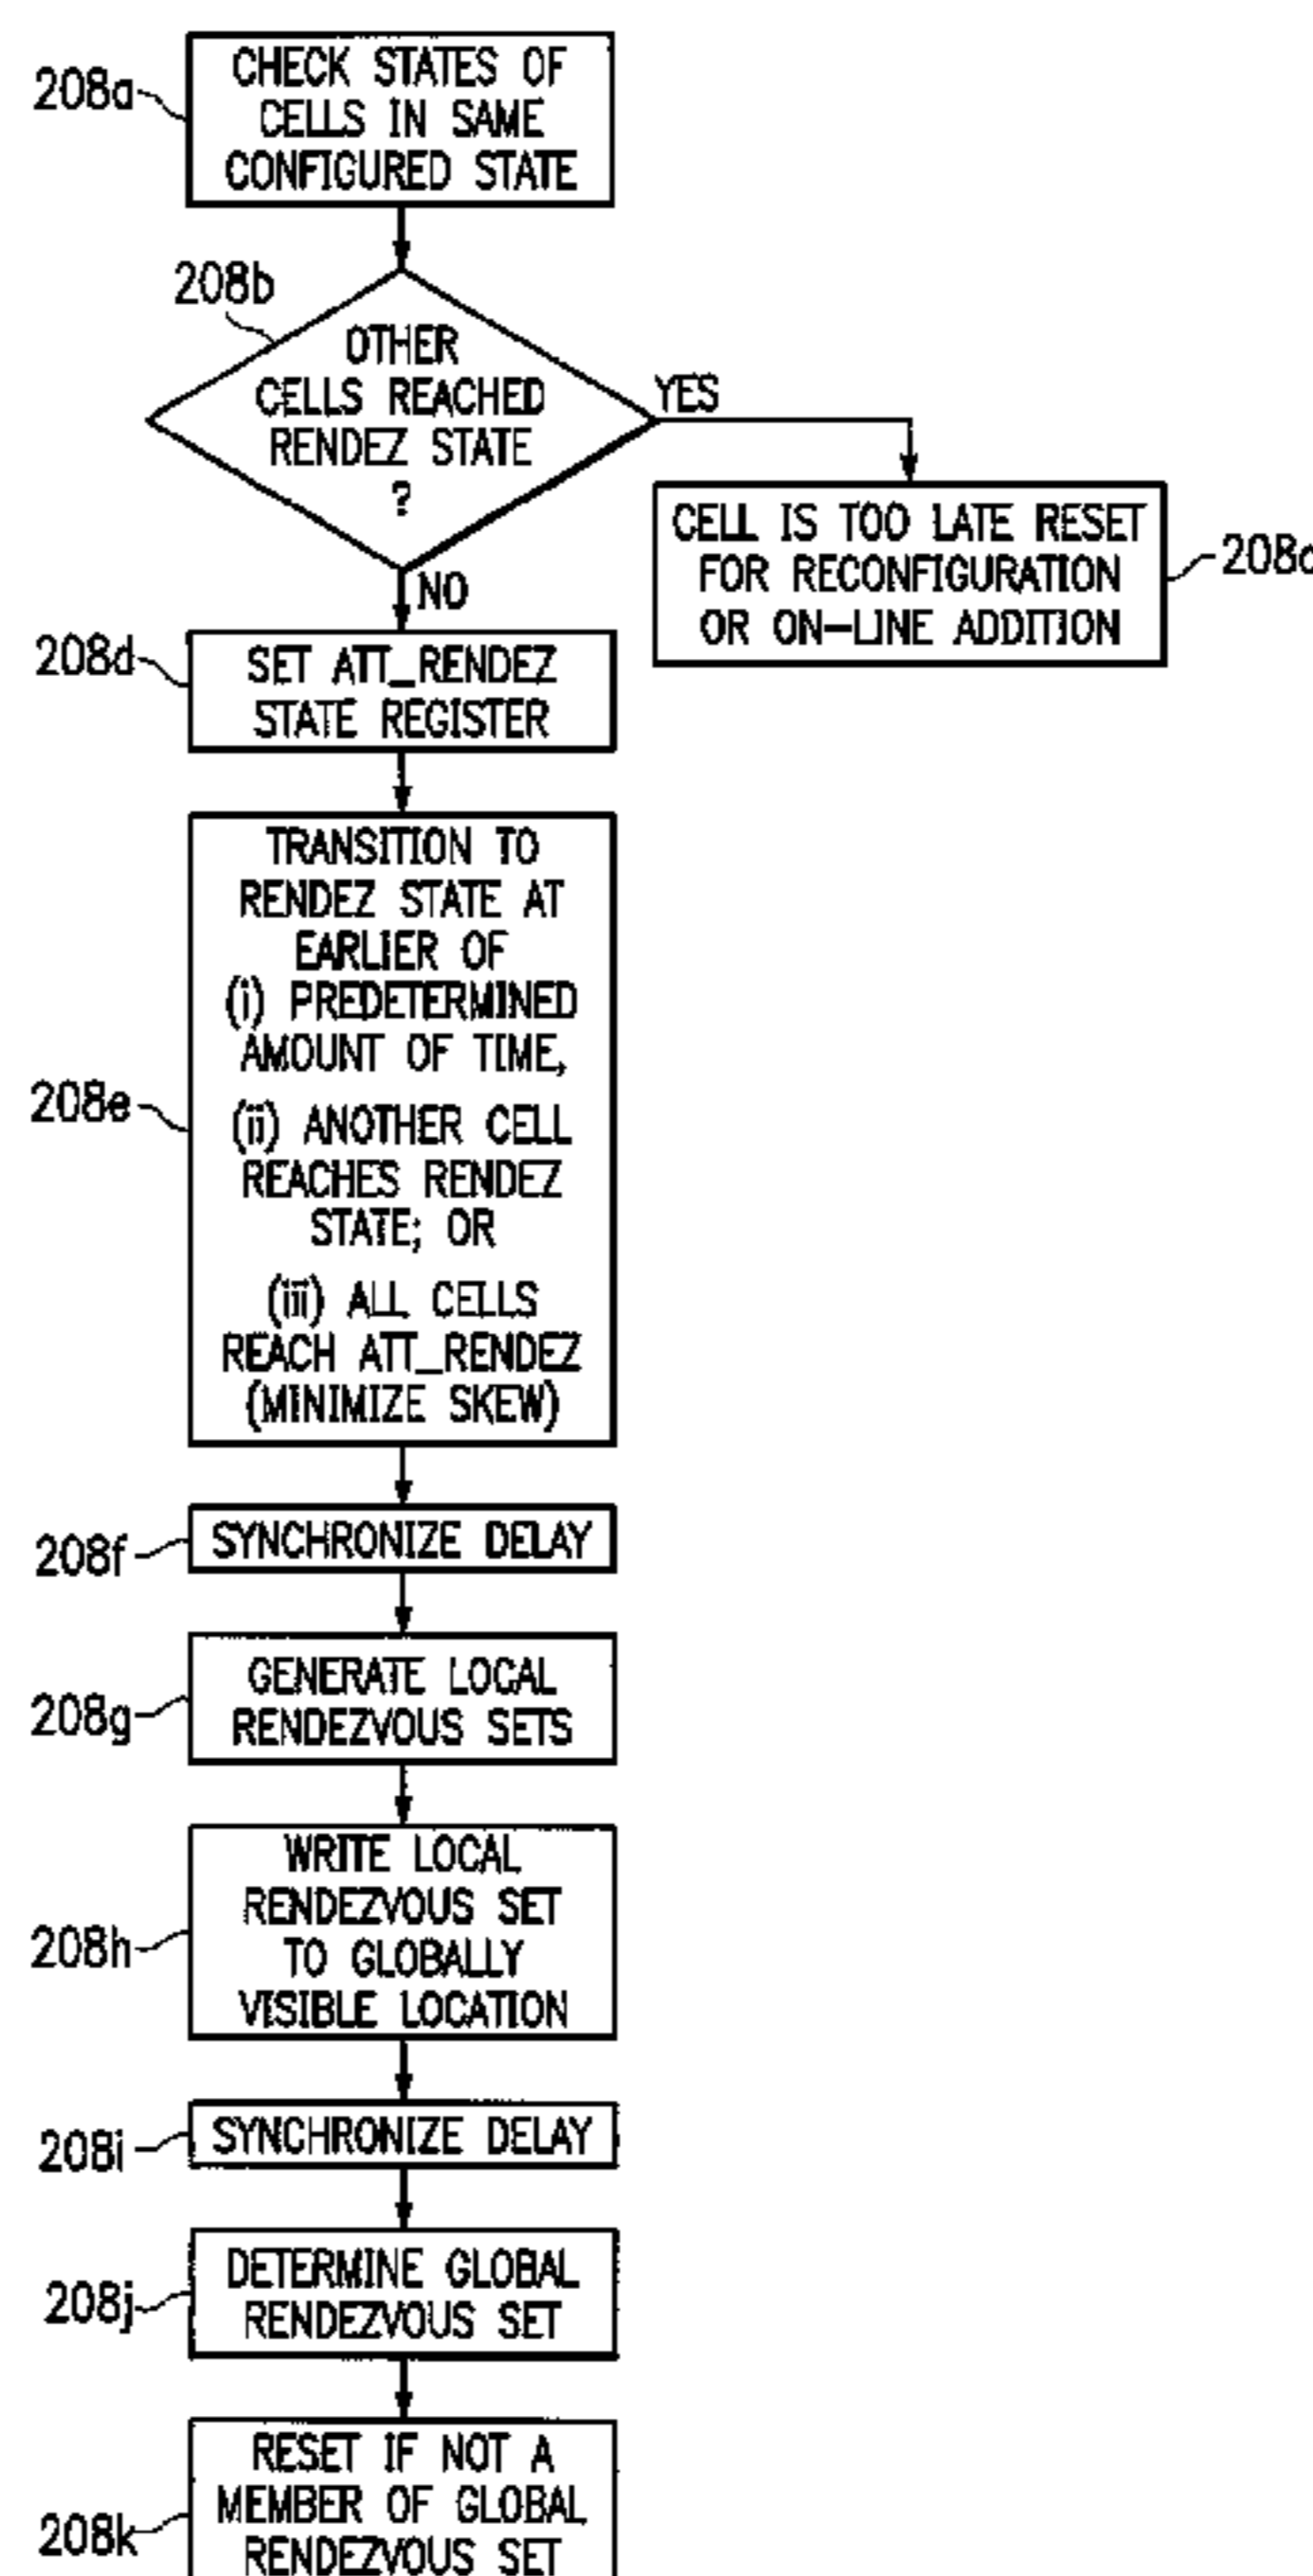 208a
CHECK STATES OF
CELLS IN SAME
CONFIGURED STATE
208b
OTHER
CELLS REACHED
RENDEZ STATE
?
YES
NO
CELL IS TOO LATE RESET
FOR RECONFIGURATION
OR ON-LINE ADDITION
208c
208d
SET ATT_RENDEZ
STATE REGISTER
208e
TRANSITION TO
RENDEZ STATE AT
EARLIER OF
(i) PREDETERMINED
AMOUNT OF TIME,
(ii) ANOTHER CELL
REACHES RENDEZ
STATE; OR
(iii) ALL CELLS
REACH ATT_RENDEZ
(MINIMIZE SKEW)
208f
SYNCHRONIZE DELAY
208g
GENERATE LOCAL
RENDEZVOUS SETS
208h
WRITE LOCAL
RENDEZVOUS SET
TO GLOBALLY
VISIBLE LOCATION
208i
SYNCHRONIZE DELAY
208j
DETERMINE GLOBAL
RENDEZVOUS SET
208k
RESET IF NOT A
MEMBER OF GLOBAL
RENDEZVOUS SET